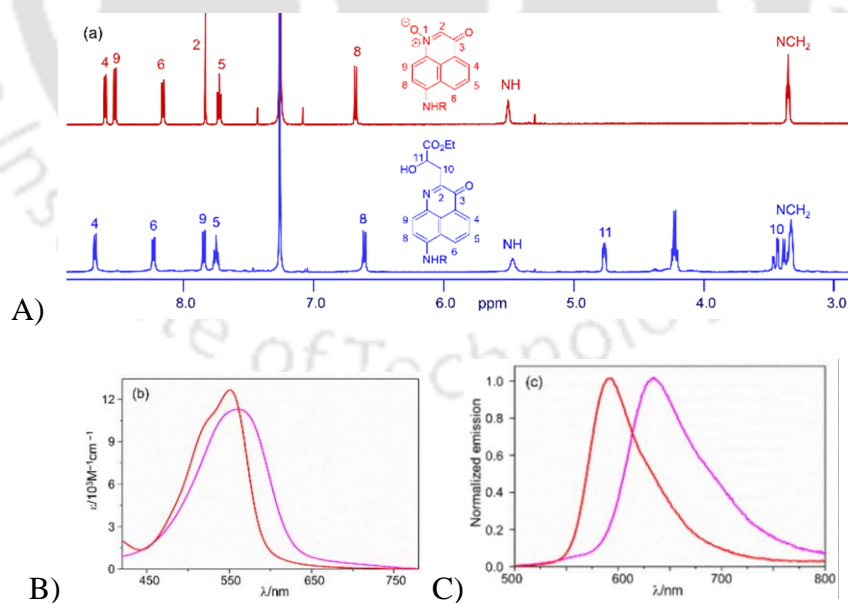 (a)
4 9 6 2 5 8 NH NCH₂
⊖O N⊕ 1 2 3 O
9 4
8 5
6
NHR
CO₂Et
HO 11 10
N 2 3 O
9 4
8 5
6
NHR
4 6 9 5 8 NH 11 10 NCH₂
8.0 7.0 6.0 ppm 5.0 4.0 3.0
A)
te of Technolo
(b)
ε/10³M⁻¹cm⁻¹
12
9
6
3
0
450 550 650 750
λ/nm
B)
(c)
Normalized emission
1.0
0.8
0.6
0.4
0.2
0.0
500 600 700 800
λ/nm
C)